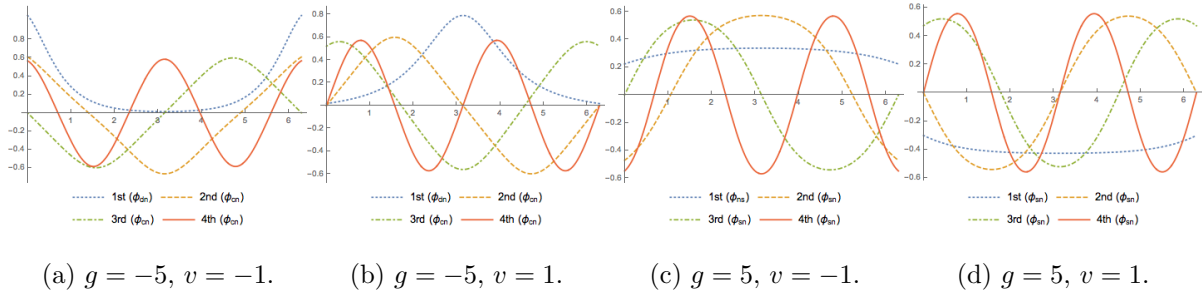 0.8
0.6
0.4
0.2
-0.2
-0.4
-0.6
1 2 3 4 5 6
1st (ϕdn) 2nd (ϕcn)
3rd (ϕcn) 4th (ϕcn)
(a) g = −5, v = −1.
0.8
0.6
0.4
0.2
-0.2
-0.4
-0.6
1 2 3 4 5 6
1st (ϕdn) 2nd (ϕcn)
3rd (ϕcn) 4th (ϕcn)
(b) g = −5, v = 1.
0.6
0.4
0.2
-0.2
-0.4
-0.6
1 2 3 4 5 6
1st (ϕns) 2nd (ϕsn)
3rd (ϕsn) 4th (ϕsn)
(c) g = 5, v = −1.
0.6
0.4
0.2
-0.2
-0.4
-0.6
1 2 3 4 5 6
1st (ϕsn) 2nd (ϕsn)
3rd (ϕsn) 4th (ϕsn)
(d) g = 5, v = 1.